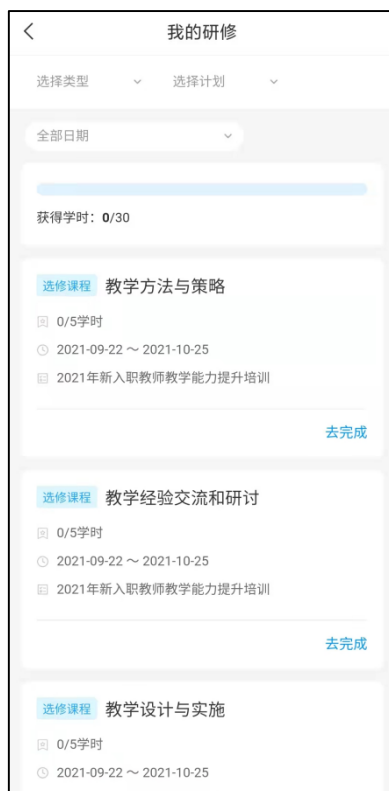 我的研修
选择类型 选择计划
全部日期
获得学时：0/30
选修课程 教学方法与策略
0/5学时
2021-09-22 ～ 2021-10-25
2021年新入职教师教学能力提升培训
去完成
选修课程 教学经验交流和研讨
0/5学时
2021-09-22 ～ 2021-10-25
2021年新入职教师教学能力提升培训
去完成
选修课程 教学设计与实施
0/5学时
2021-09-22 ～ 2021-10-25